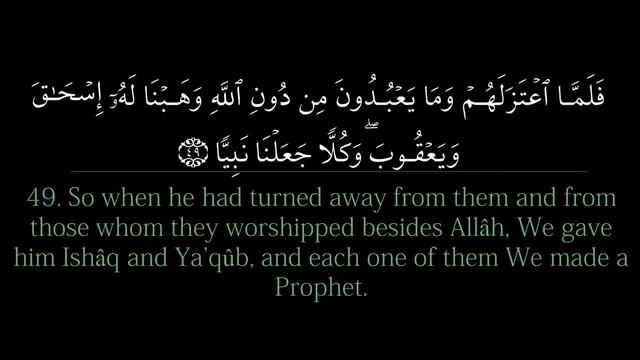 فَلَمَّا ٱعْتَزَلَهُمْ وَمَا يَعْبُدُونَ مِن دُونِ ٱللَّهِ وَهَبْنَا لَهُۥٓ إِسْحَـٰقَ
وَيَعْقُوبَ ۖ وَكُلًّا جَعَلْنَا نَبِيًّا ۝٤٩
49. So when he had turned away from them and from
those whom they worshipped besides Allâh, We gave
him Ishâq and Ya’qûb, and each one of them We made a
Prophet.